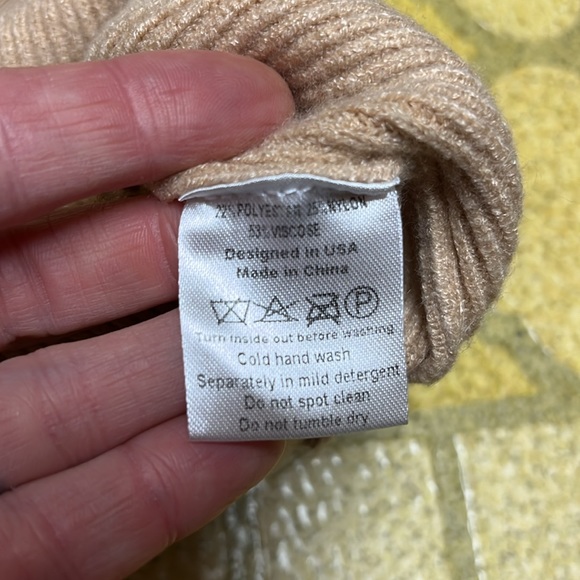 22%POLYESTER 25%NYLON
53%VISCOSE
Designed in USA
Made in China
P
Turn inside out before washing
Cold hand wash
Separately in mild detergent
Do not spot clean
Do not tumble dry